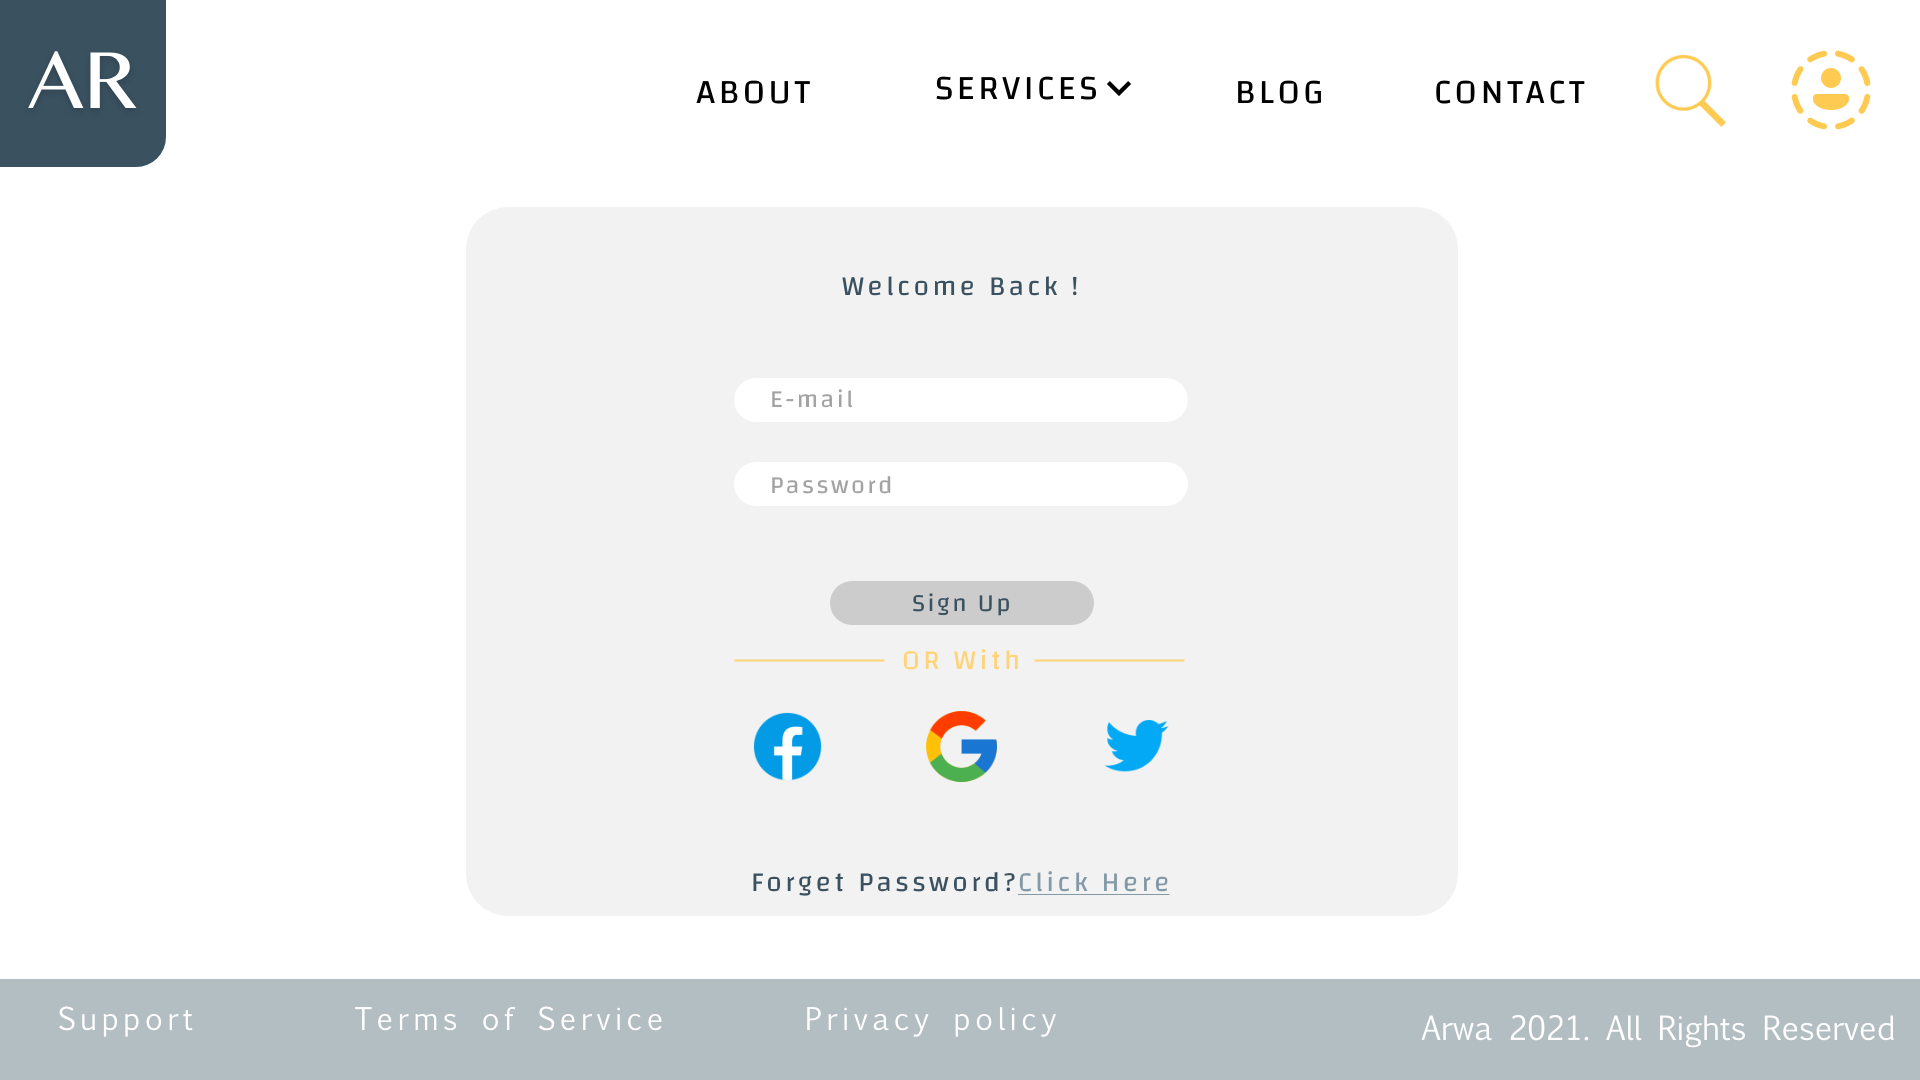 AR
ABOUT
SERVICES
BLOG
CONTACT
Welcome Back !
E-mail
Password
Sign Up
OR With
Forget Password?Click Here
Support
Terms of Service
Privacy policy
Arwa 2021. All Rights Reserved